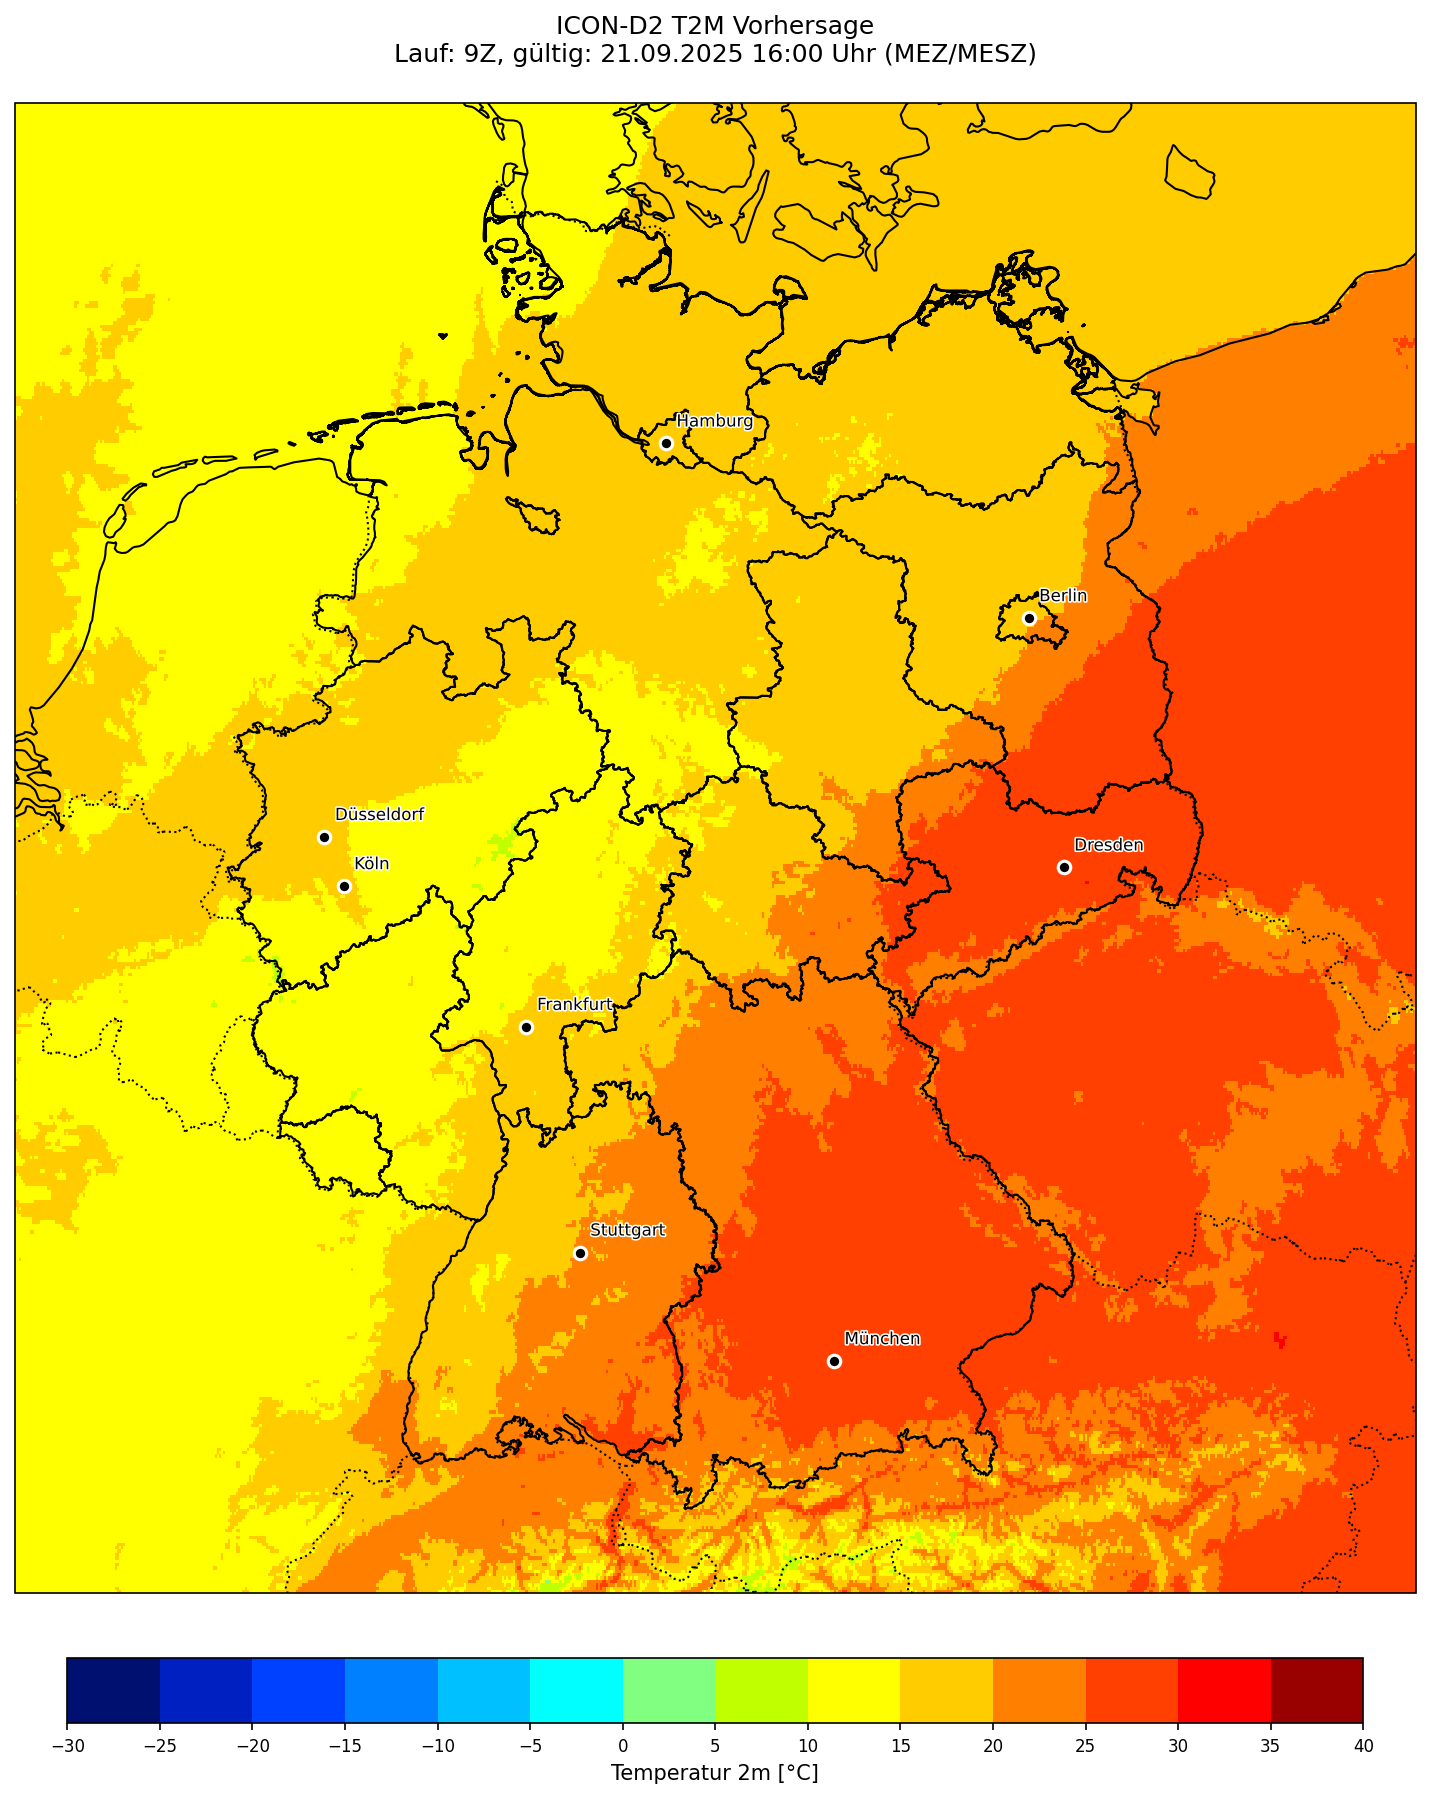 ICON-D2 T2M Vorhersage
Lauf: 9Z, gültig: 21.09.2025 16:00 Uhr (MEZ/MESZ)
Hamburg
Berlin
Düsseldorf
Köln
Dresden
Frankfurt
Stuttgart
München
−30 −25 −20 −15 −10 −5 0 5 10 15 20 25 30 35 40
Temperatur 2m [°C]